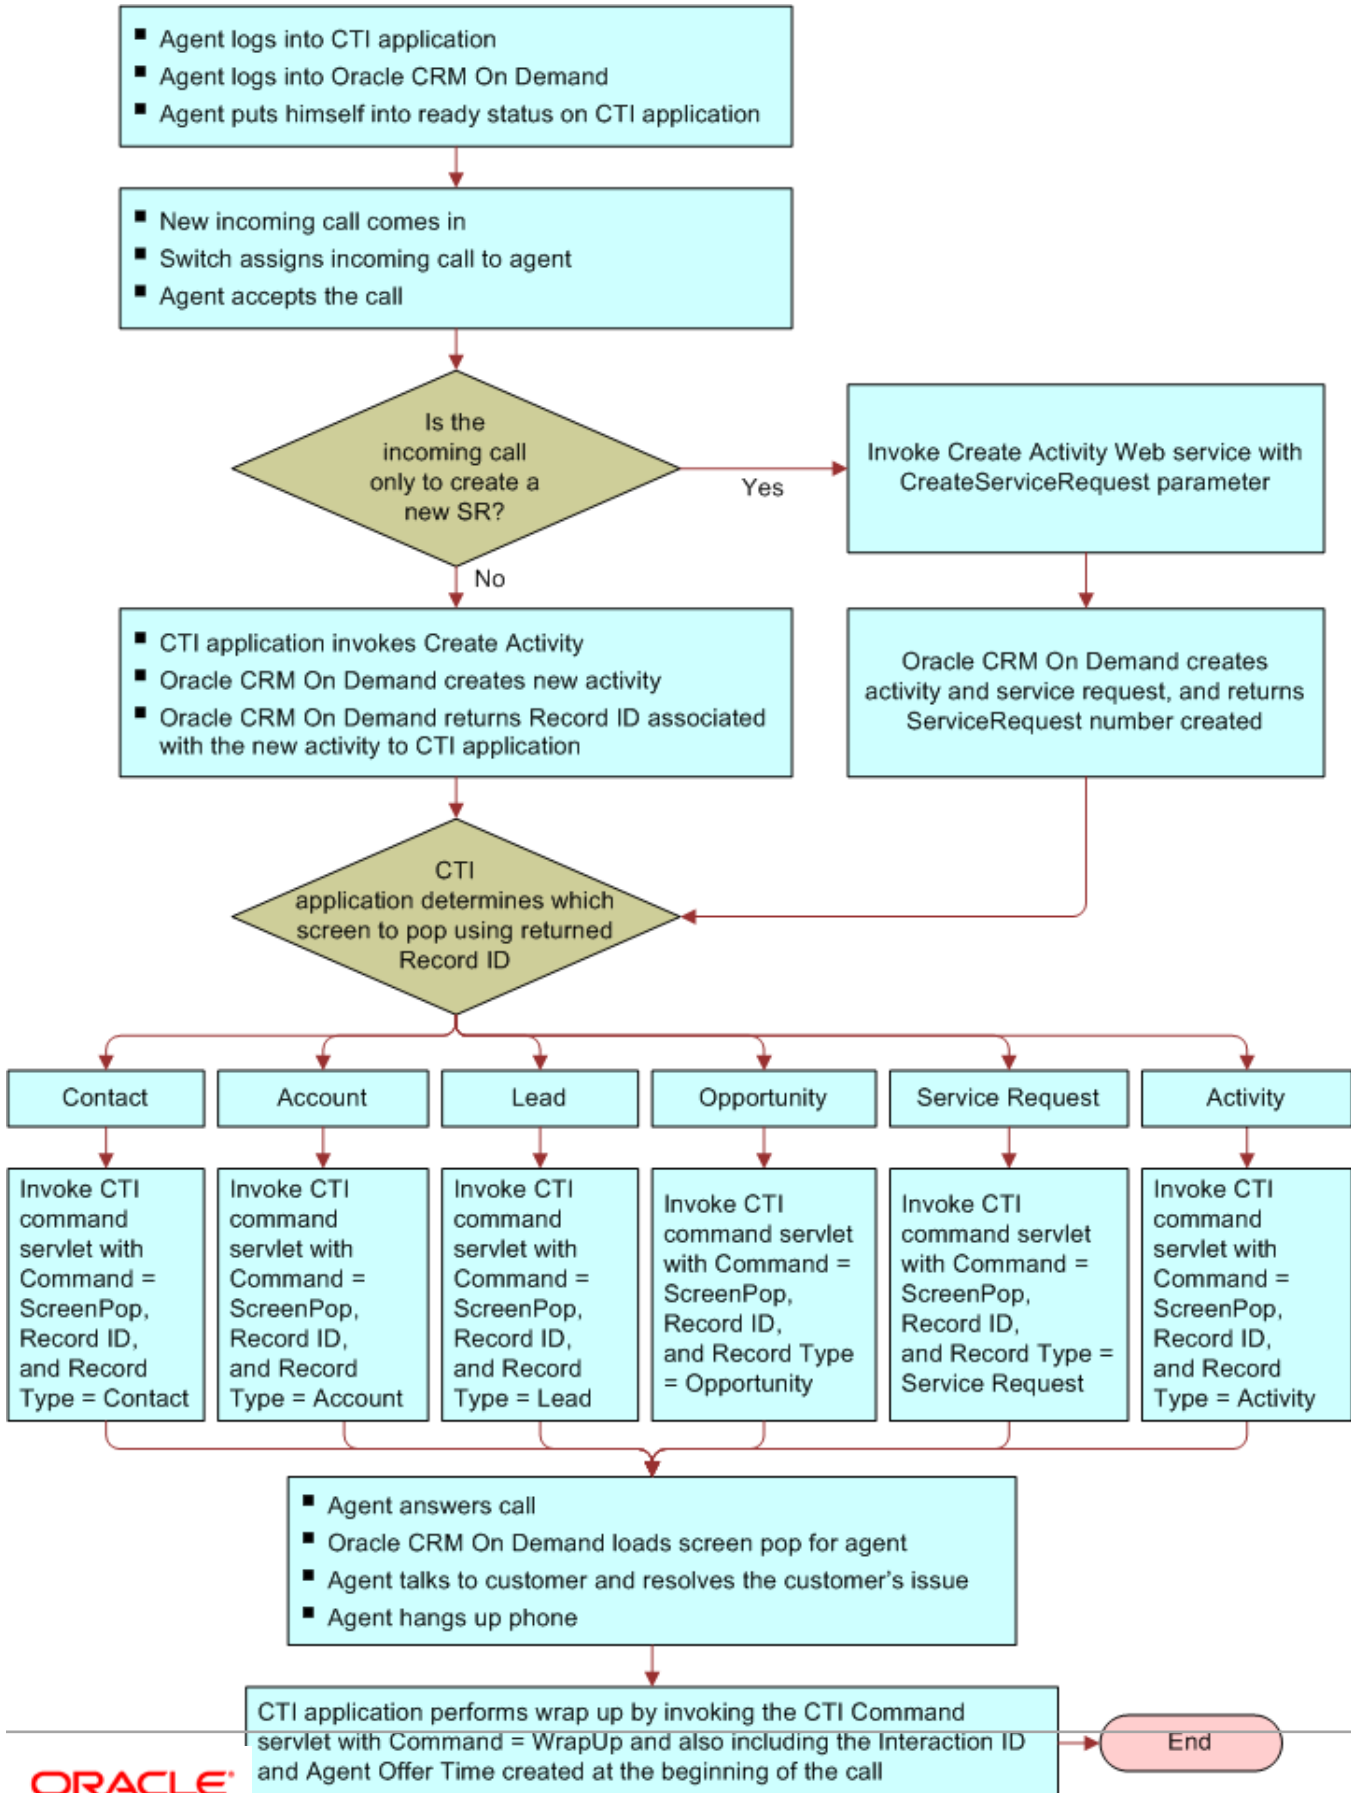 ■ Agent logs into CTI application
■ Agent logs into Oracle CRM On Demand
■ Agent puts himself into ready status on CTI application
■ New incoming call comes in
■ Switch assigns incoming call to agent
■ Agent accepts the call
Is the
incoming call
only to create a
new SR?
Yes
Invoke Create Activity Web service with
CreateServiceRequest parameter
No
■ CTI application invokes Create Activity
■ Oracle CRM On Demand creates new activity
■ Oracle CRM On Demand returns Record ID associated
with the new activity to CTI application
Oracle CRM On Demand creates
activity and service request, and returns
ServiceRequest number created
CTI
application determines which
screen to pop using returned
Record ID
Contact
Account
Lead
Opportunity
Service Request
Activity
Invoke CTI
command
servlet with
Command =
ScreenPop,
Record ID,
and Record
Type = Contact
Invoke CTI
command
servlet with
Command =
ScreenPop,
Record ID,
and Record
Type = Account
Invoke CTI
command
servlet with
Command =
ScreenPop,
Record ID,
and Record
Type = Lead
Invoke CTI
command servlet
with Command =
ScreenPop,
Record ID,
and Record Type
= Opportunity
Invoke CTI
command servlet
with Command =
ScreenPop,
Record ID,
and Record Type =
Service Request
Invoke CTI
command
servlet with
Command =
ScreenPop,
Record ID,
and Record
Type = Activity
■ Agent answers call
■ Oracle CRM On Demand loads screen pop for agent
■ Agent talks to customer and resolves the customer's issue
■ Agent hangs up phone
CTI application performs wrap up by invoking the CTI Command
servlet with Command = WrapUp and also including the Interaction ID
and Agent Offer Time created at the beginning of the call
End
ORACLE